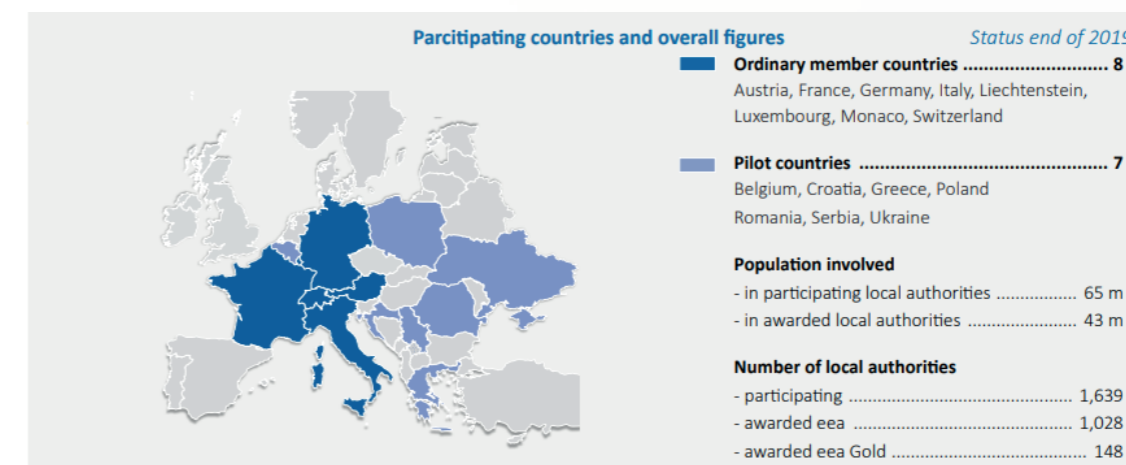 Parcitipating countries and overall figures
Status end of 2019
Ordinary member countries ............................ 8
Austria, France, Germany, Italy, Liechtenstein,
Luxembourg, Monaco, Switzerland
Pilot countries ................................................ 7
Belgium, Croatia, Greece, Poland
Romania, Serbia, Ukraine
Population involved
- in participating local authorities ................. 65 m
- in awarded local authorities ....................... 43 m
Number of local authorities
- participating ............................................... 1,639
- awarded eea .............................................. 1,028
- awarded eea Gold ......................................... 148